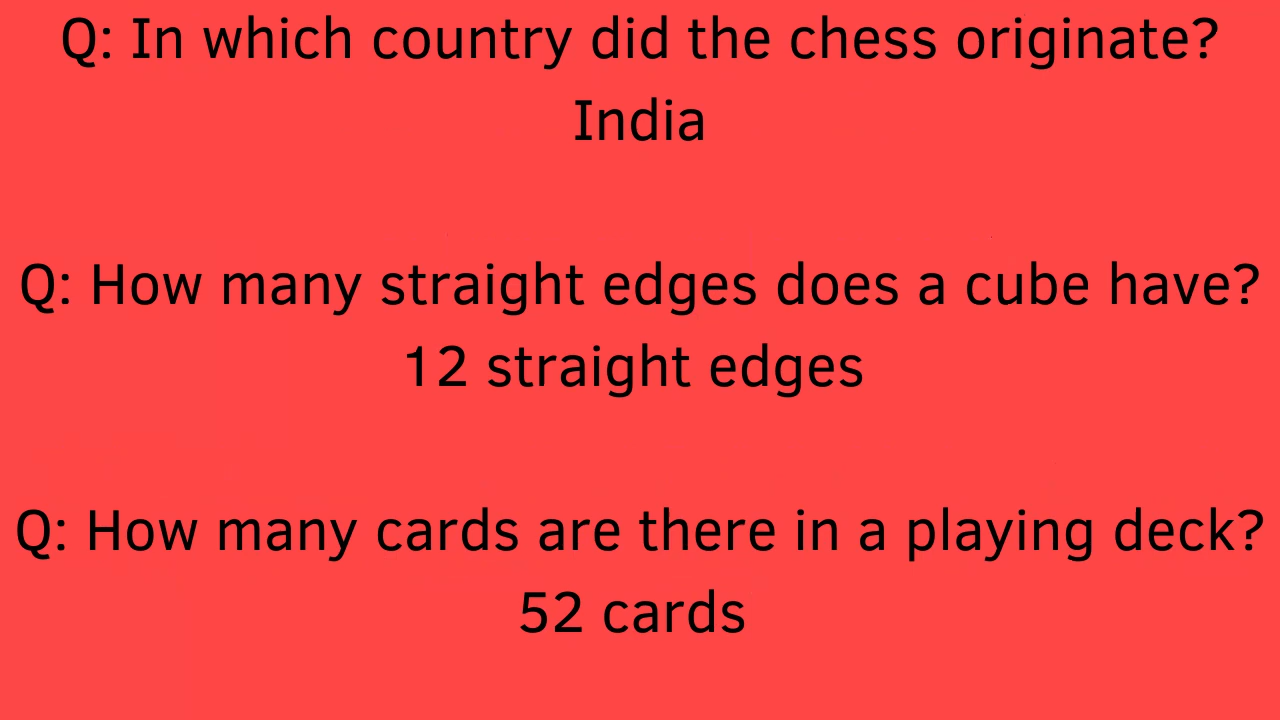 Q: In which country did the chess originate?
India
Q: How many straight edges does a cube have?
12 straight edges
Q: How many cards are there in a playing deck?
52 cards